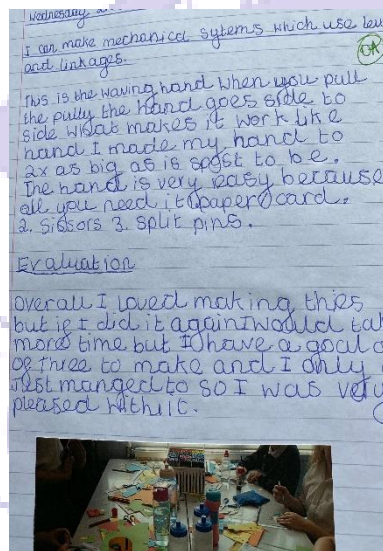 Wednesday
I can make mechanical sytems which use
and linkages.
OA
This is the waving hand when you pull
the pully the hand goes side to
side what makes it work like
hand I made my hand to
2x as big as is sopst to be.
The hand is very easy because
all you need it paper card.
2. Sissors 3. Split pins.
Evaluation
Overall I loved making thies
but if I did it again I would
more time but I have a goal
of three to make and I only
Just manged to so I was very
pleased with